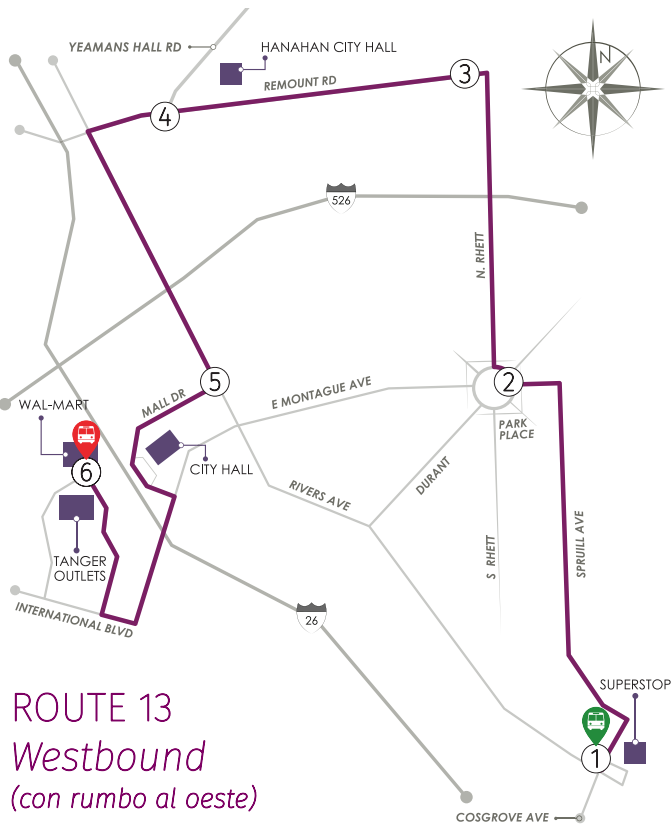 YEAMANS HALL RD
HANAHAN CITY HALL
N
REMOUNT RD
3
4
526
N. RHETT
5
2
MALL DR
E MONTAGUE AVE
WAL-MART
PARK
PLACE
6
CITY HALL
DURANT
RIVERS AVE
TANGER
OUTLETS
S RHETT
SPRUILL AVE
INTERNATIONAL BLVD
26
SUPERSTOP
1
ROUTE 13
Westbound
(con rumbo al oeste)
COSGROVE AVE